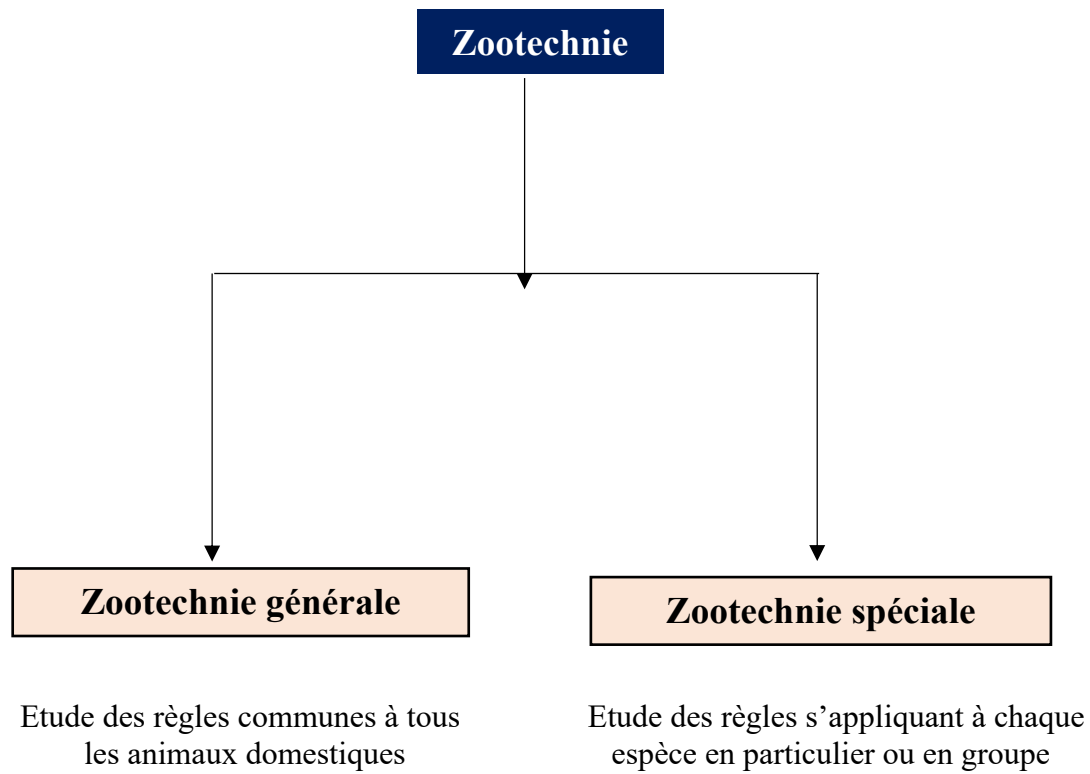 Zootechnie
Zootechnie générale
Zootechnie spéciale
Etude des règles communes à tous
les animaux domestiques
Etude des règles s’appliquant à chaque
espèce en particulier ou en groupe